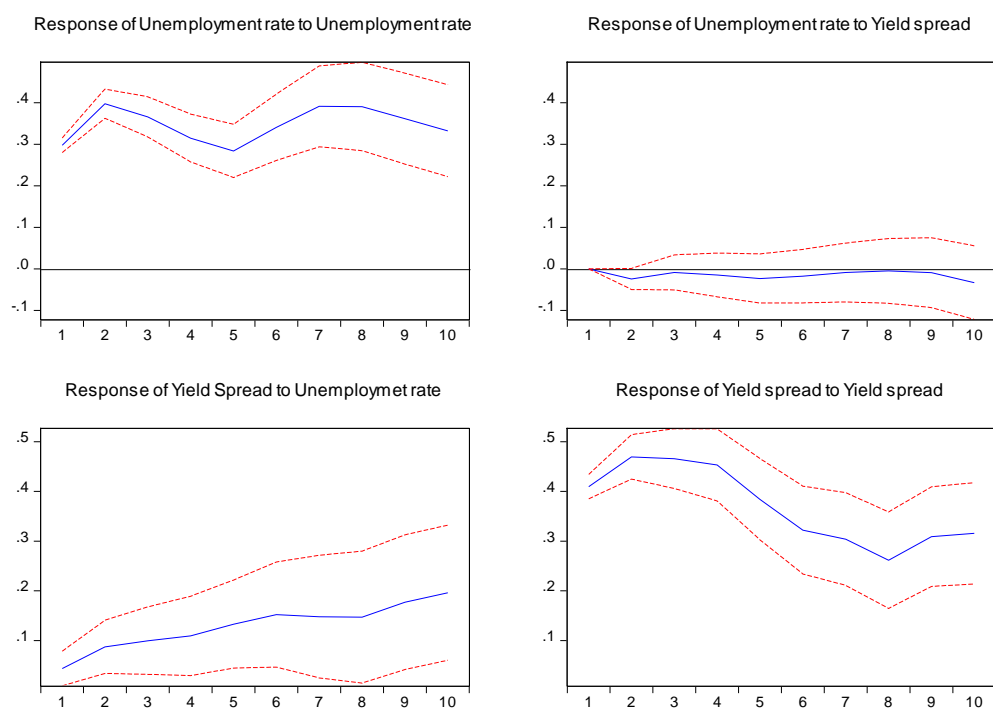 Response of Unemployment rate to Unemployment rate
Response of Unemployment rate to Yield spread
.4
.3
.2
.1
.0
-.1
1 2 3 4 5 6 7 8 9 10
.4
.3
.2
.1
.0
-.1
1 2 3 4 5 6 7 8 9 10
Response of Yield Spread to Unemploymet rate
Response of Yield spread to Yield spread
.5
.4
.3
.2
.1
1 2 3 4 5 6 7 8 9 10
.5
.4
.3
.2
.1
1 2 3 4 5 6 7 8 9 10